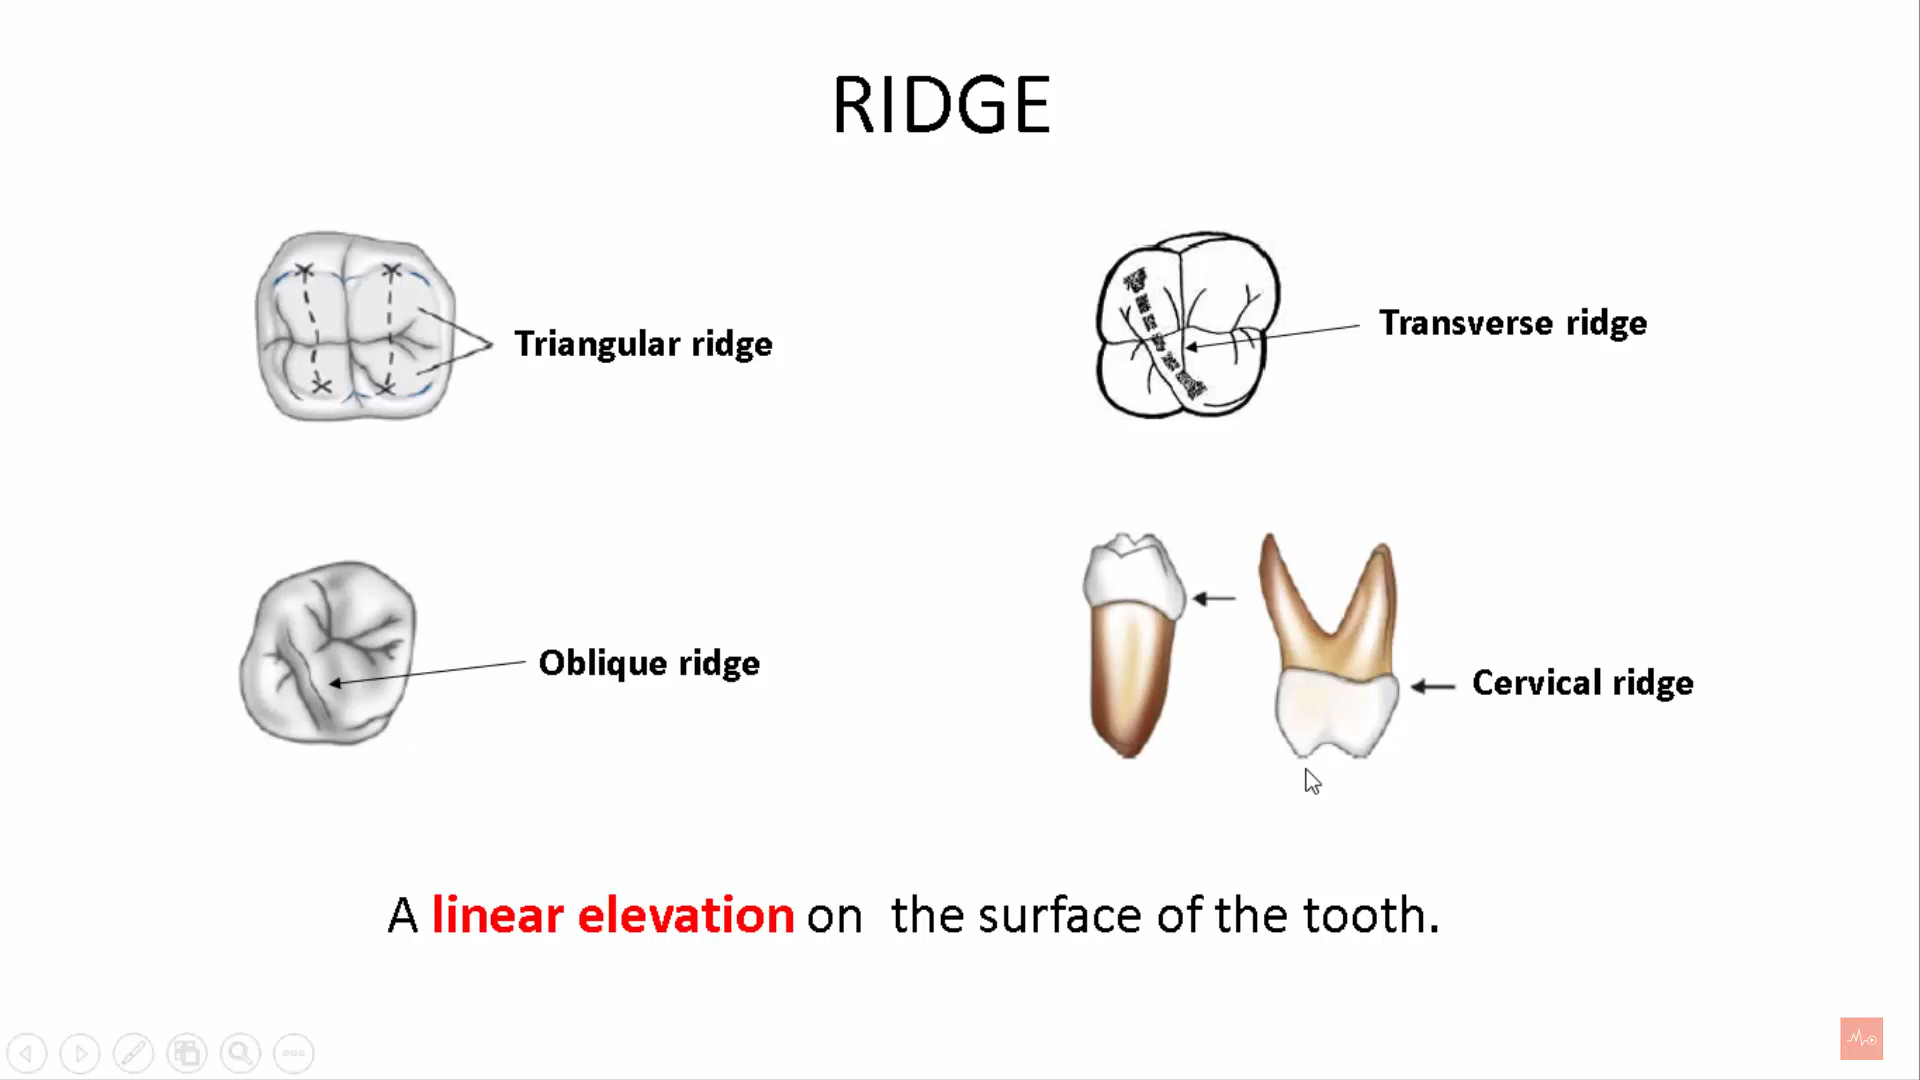 RIDGE
Triangular ridge
Transverse ridge
Oblique ridge
Cervical ridge
A linear elevation on  the surface of the tooth.